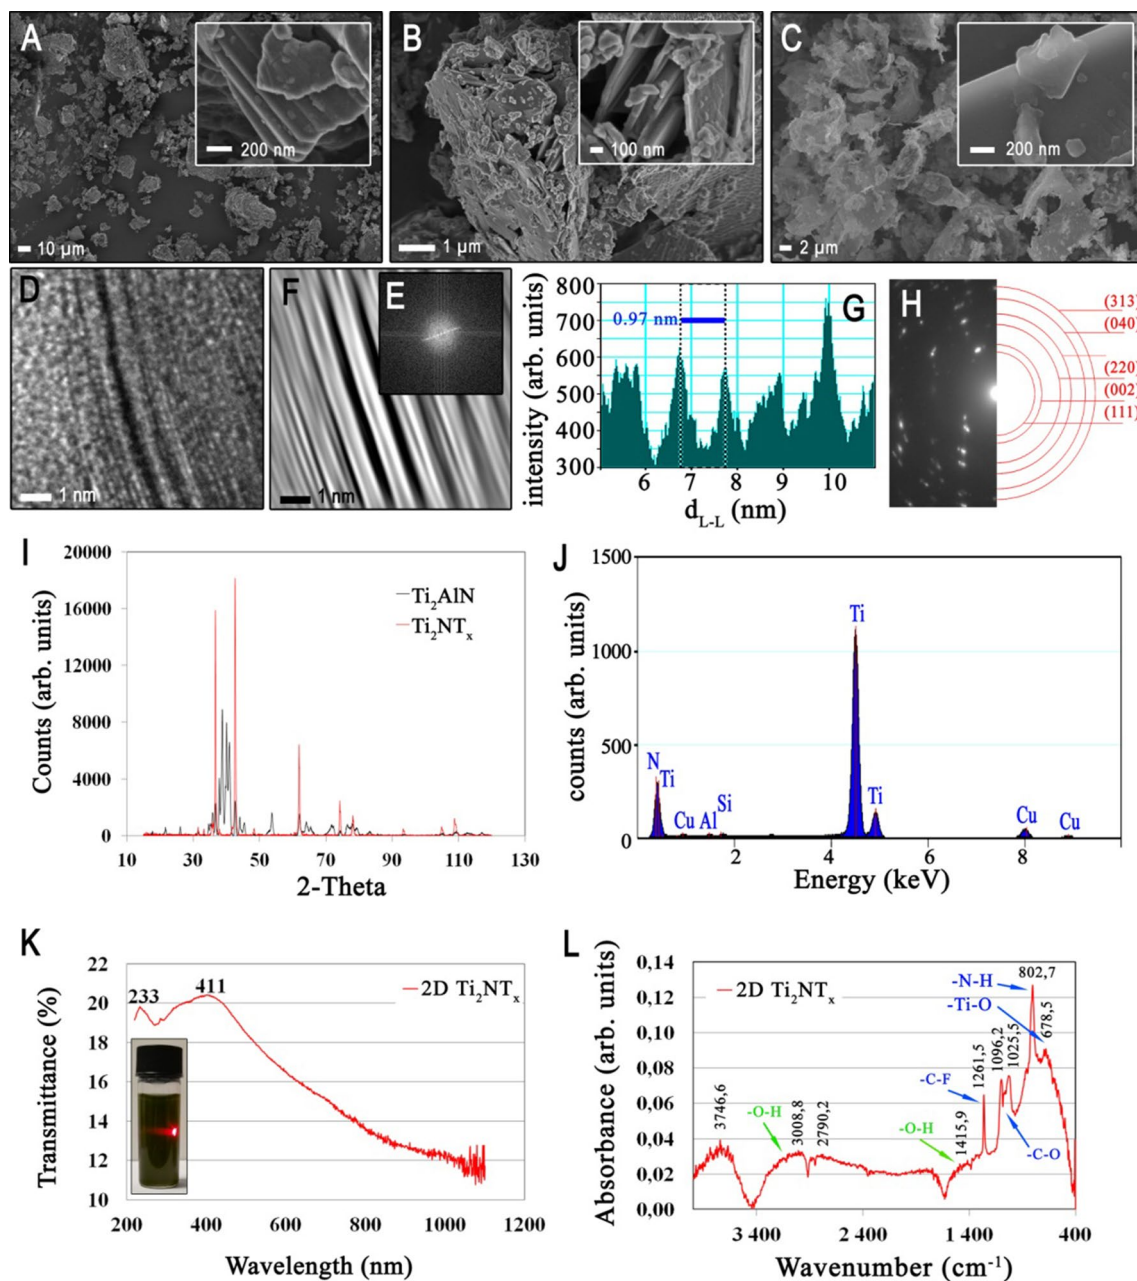 A
200 nm
10 µm
B
100 nm
1 µm
C
200 nm
2 µm
D
1 nm
F
E
1 nm
intensity (arb. units)
800
700
600
500
400
300
0.97 nm
G
6 7 8 9 10
d_L-L (nm)
H
(313)
(040)
(220)
(002)
(111)
I
Counts (arb. units)
20000
16000
12000
8000
4000
0
Ti₂AlN
Ti₂NTₓ
10 30 50 70 90 110 130
2-Theta
J
counts (arb. units)
1500
1000
500
0
N
Ti
Cu
Al
Si
Ti
Ti
Cu
Cu
2 4 6 8
Energy (keV)
K
Transmittance (%)
22
20
18
16
14
12
10
233
411
2D Ti₂NTₓ
200 400 600 800 1000 1200
Wavelength (nm)
L
Absorbance (arb. units)
0,14
0,12
0,10
0,08
0,06
0,04
0,02
0,00
2D Ti₂NTₓ
802,7
-N-H
-Ti-O
678,5
1096,2
1025,5
1261,5
-C-F
3746,6
-O-H
3008,8
2790,2
-O-H
1415,9
-C-O
3 400 2 400 1 400 400
Wavenumber (cm⁻¹)